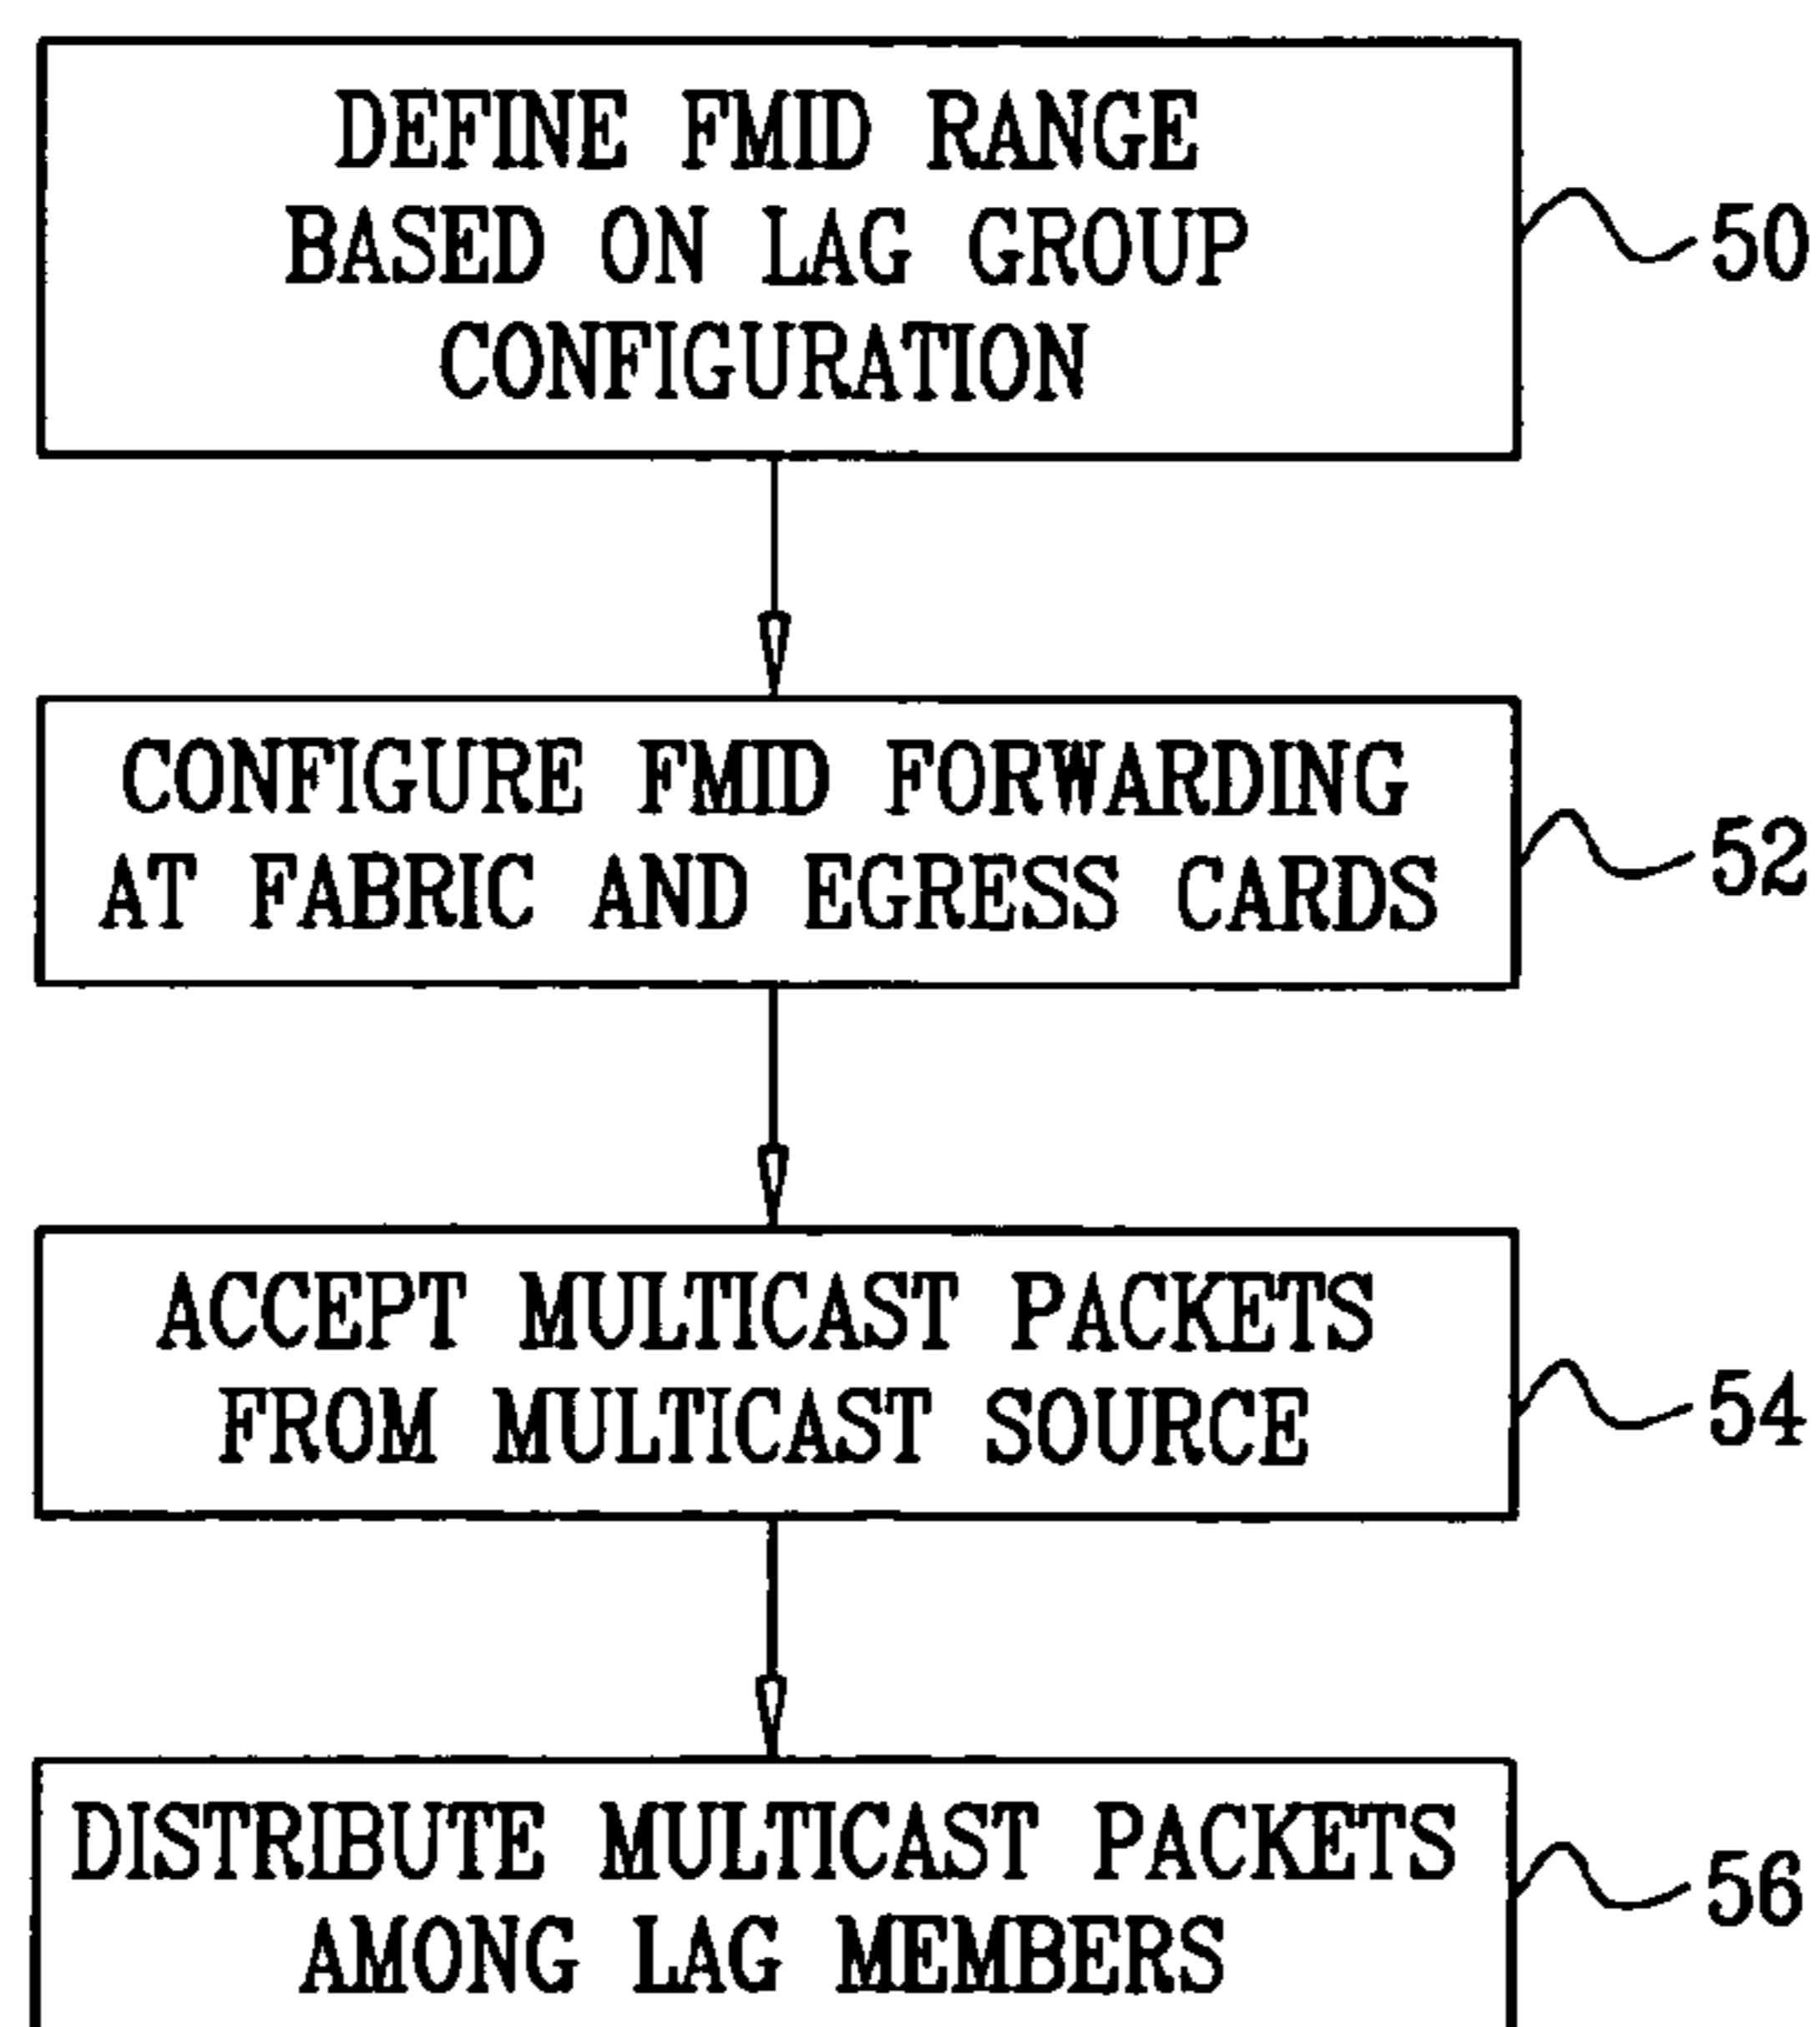 DEFINE FMID RANGE
BASED ON LAG GROUP
CONFIGURATION
50
CONFIGURE FMID FORWARDING
AT FABRIC AND EGRESS CARDS
52
ACCEPT MULTICAST PACKETS
FROM MULTICAST SOURCE
54
DISTRIBUTE MULTICAST PACKETS
AMONG LAG MEMBERS
56